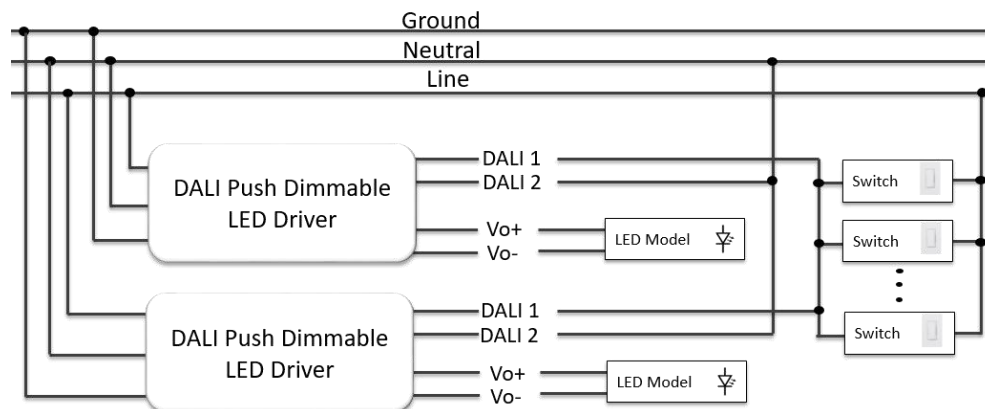 Ground
Neutral
Line
DALI Push Dimmable
LED Driver
DALI 1
DALI 2
Vo+
Vo-
LED Model
Switch
Switch
Switch
DALI Push Dimmable
LED Driver
DALI 1
DALI 2
Vo+
Vo-
LED Model